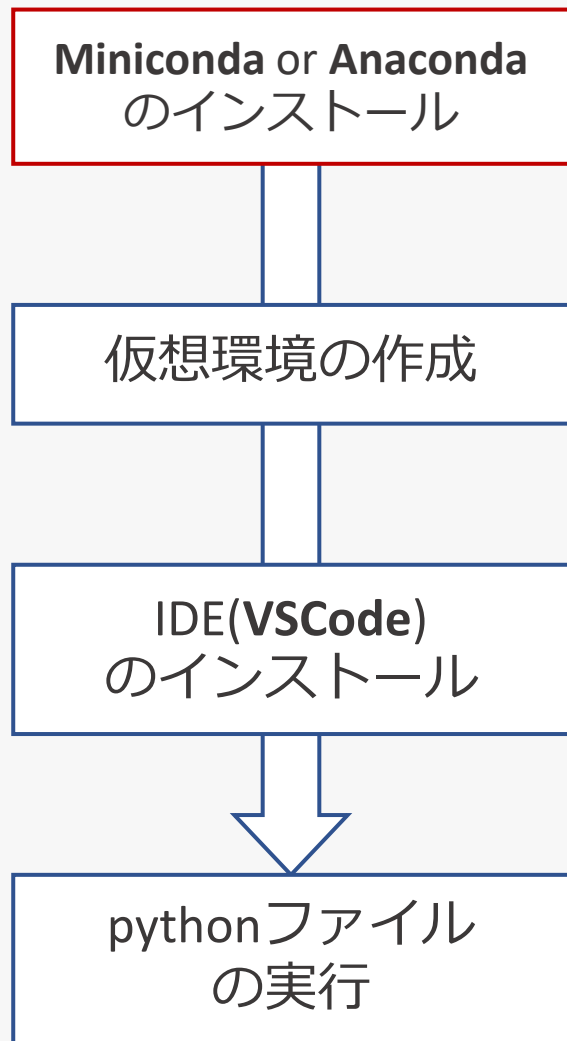 Miniconda or Anaconda
のインストール
仮想環境の作成
IDE(VSCode)
のインストール
pythonファイル
の実行